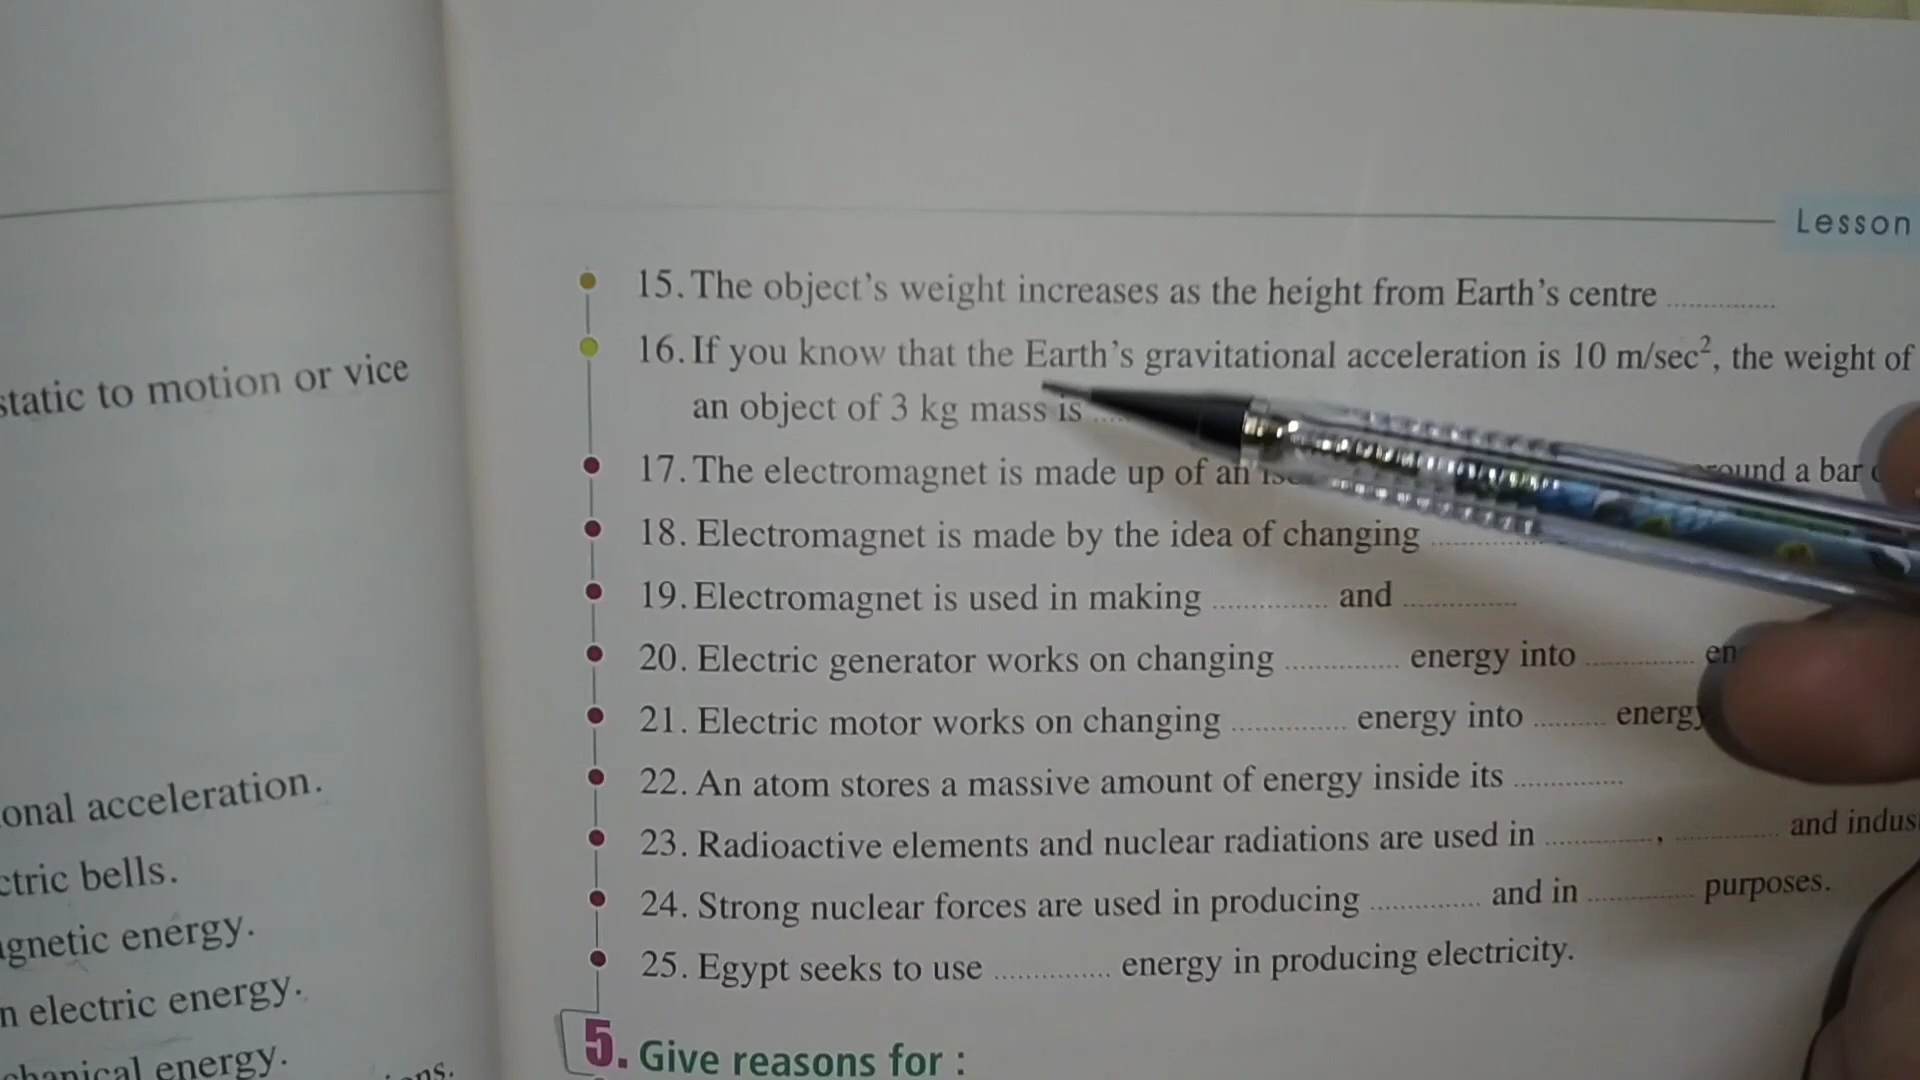 static to motion or vice
onal acceleration.
ctric bells.
gnetic energy.
n electric energy.
chanical energy.
ons.
Lesson
15. The object's weight increases as the height from Earth's centre ..............
16. If you know that the Earth's gravitational acceleration is 10 m/sec², the weight of
an object of 3 kg mass is ....
17. The electromagnet is made up of an round a bar
18. Electromagnet is made by the idea of changing ..............
19. Electromagnet is used in making .............. and ..............
20. Electric generator works on changing .............. energy into .............. en
21. Electric motor works on changing .............. energy into ......... energy
22. An atom stores a massive amount of energy inside its ..............
23. Radioactive elements and nuclear radiations are used in .............. , .............. and indus
24. Strong nuclear forces are used in producing .............. and in .............. purposes.
25. Egypt seeks to use .............. energy in producing electricity.
5. Give reasons for :